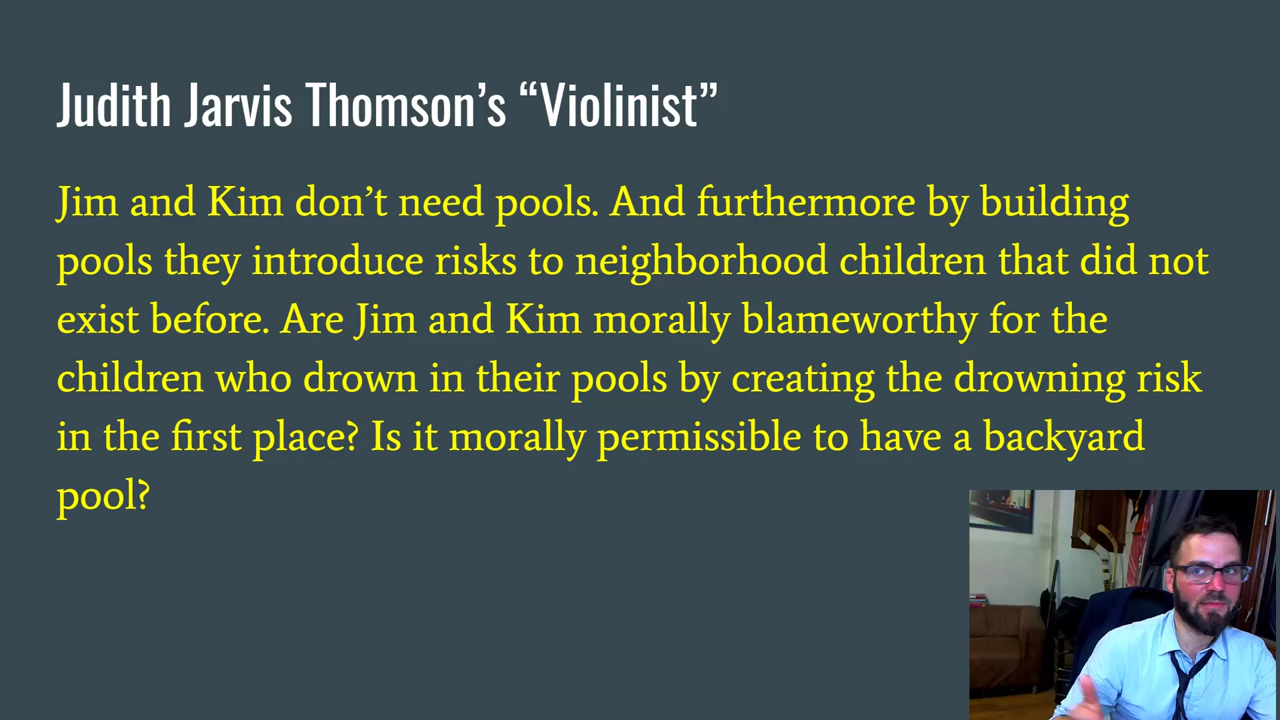 Judith Jarvis Thomson’s “Violinist”
Jim and Kim don’t need pools. And furthermore by building
pools they introduce risks to neighborhood children that did not
exist before. Are Jim and Kim morally blameworthy for the
children who drown in their pools by creating the drowning risk
in the first place? Is it morally permissible to have a backyard
pool?